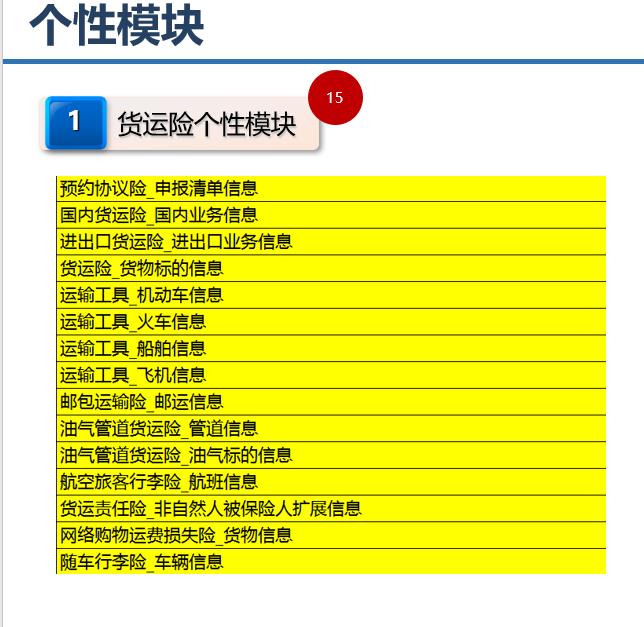 个性模块
15
1
货运险个性模块
预约协议险_申报清单信息
国内货运险_国内业务信息
进出口货运险_进出口业务信息
货运险_货物标的信息
运输工具_机动车信息
运输工具_火车信息
运输工具_船舶信息
运输工具_飞机信息
邮包运输险_邮运信息
油气管道货运险_管道信息
油气管道货运险_油气标的信息
航空旅客行李险_航班信息
货运责任险_非自然人被保险人扩展信息
网络购物运费损失险_货物信息
随车行李险_车辆信息